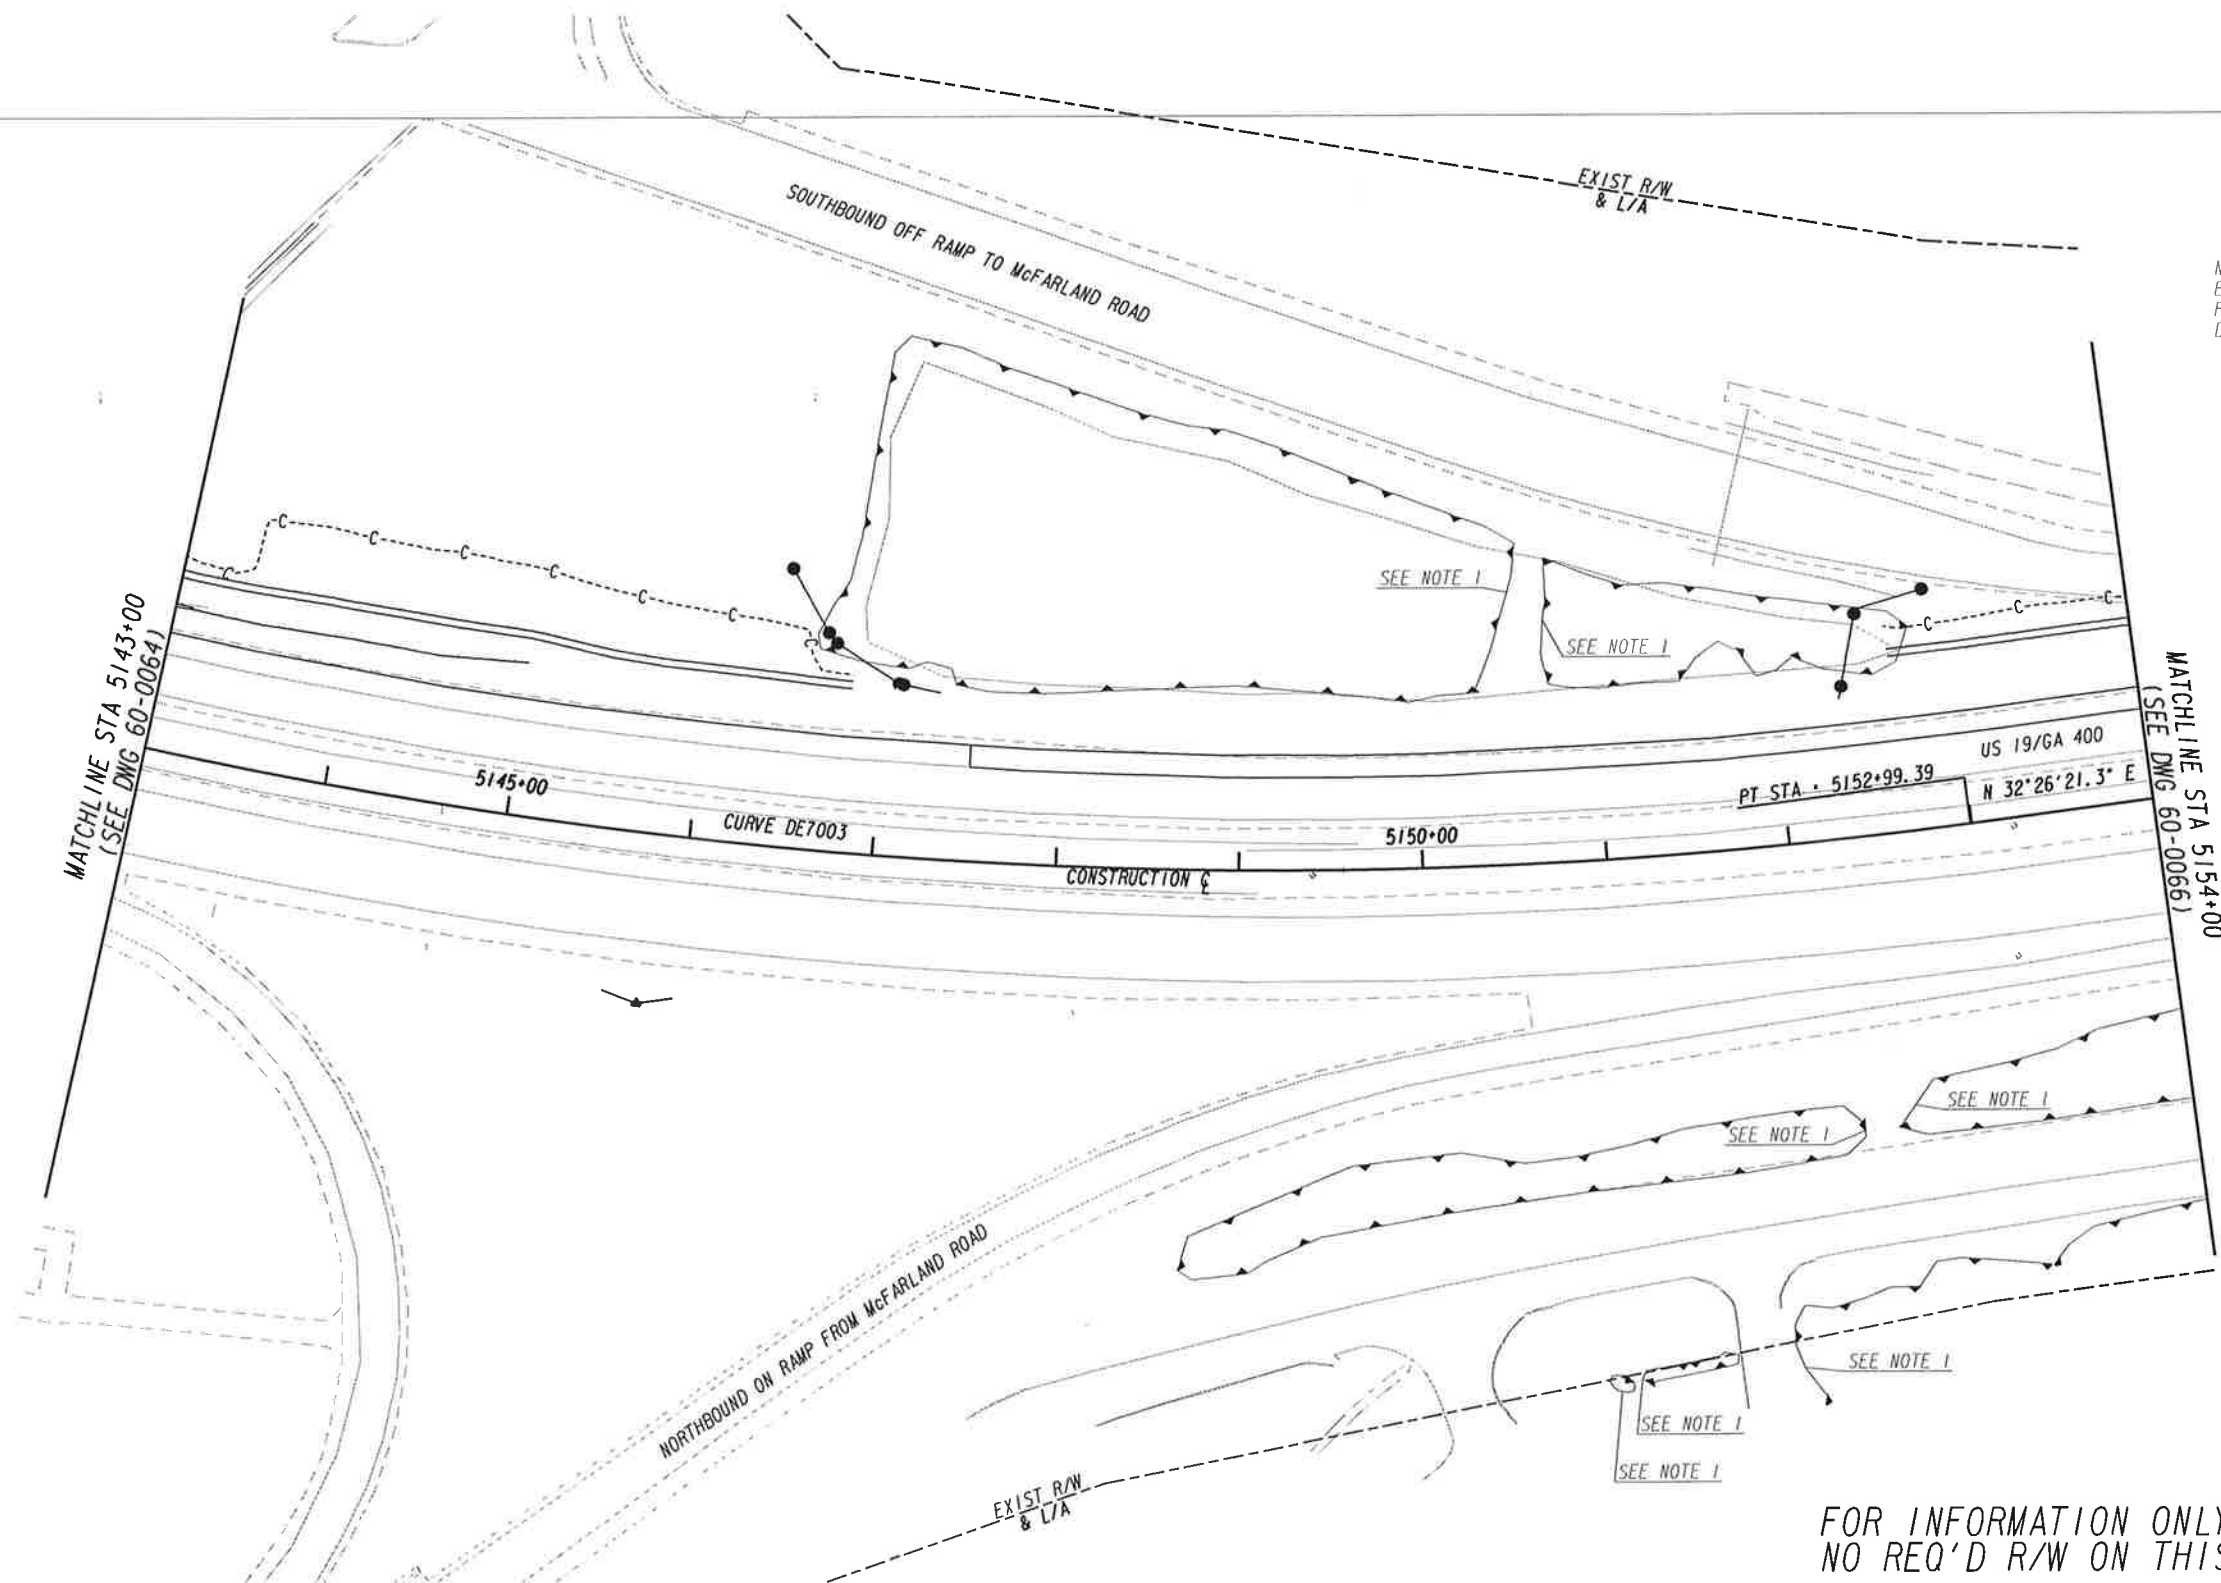 EXIST R/W
& L/A
SOUTHBOUND OFF RAMP TO McFARLAND ROAD
SEE NOTE 1
SEE NOTE 1
C C C C C C C C
C C C
MATCHLINE STA 5143+00
(SEE DWG 60-0064)
MATCHLINE STA 5154+00
(SEE DWG 60-0066)
US 19/GA 400
PT STA · 5152+99.39
N 32°26'21.3" E
5145+00
CURVE DE7003
5150+00
CONSTRUCTION ℄
SEE NOTE 1
SEE NOTE 1
NORTHBOUND ON RAMP FROM McFARLAND ROAD
SEE NOTE 1
SEE NOTE 1
SEE NOTE 1
EXIST R/W
& L/A
FOR INFORMATION ONLY
NO REQ'D R/W ON THIS